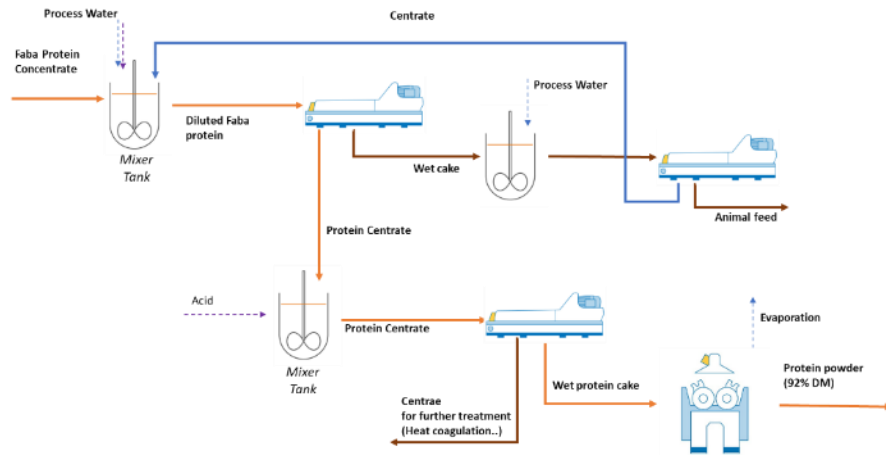 Process Water
Centrate
Faba Protein
Concentrate
Process Water
Diluted Faba
protein
Mixer
Tank
Wet cake
Animal feed
Protein Centrate
Acid
Protein Centrate
Evaporation
Mixer
Tank
Wet protein cake
Protein powder
(92% DM)
Centrae
for further treatment
(Heat coagulation..)